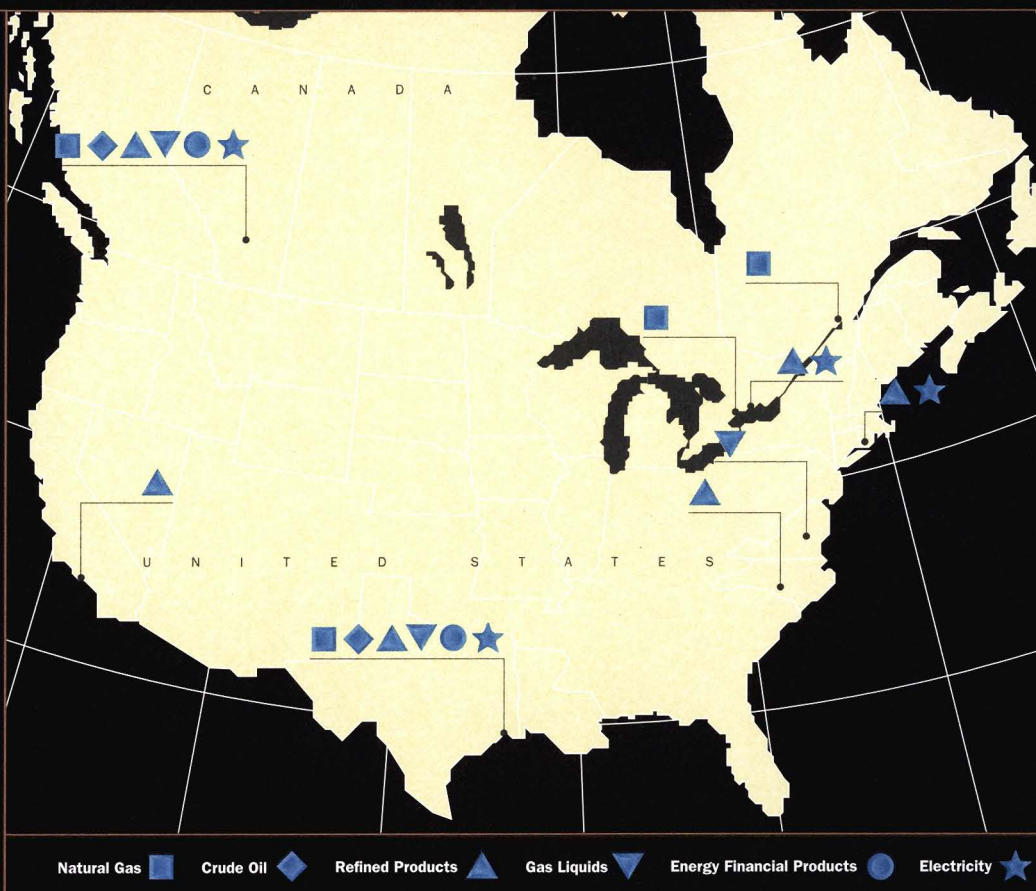 C A N A D A
U N I T E D S T A T E S
Natural Gas Crude Oil Refined Products Gas Liquids Energy Financial Products Electricity